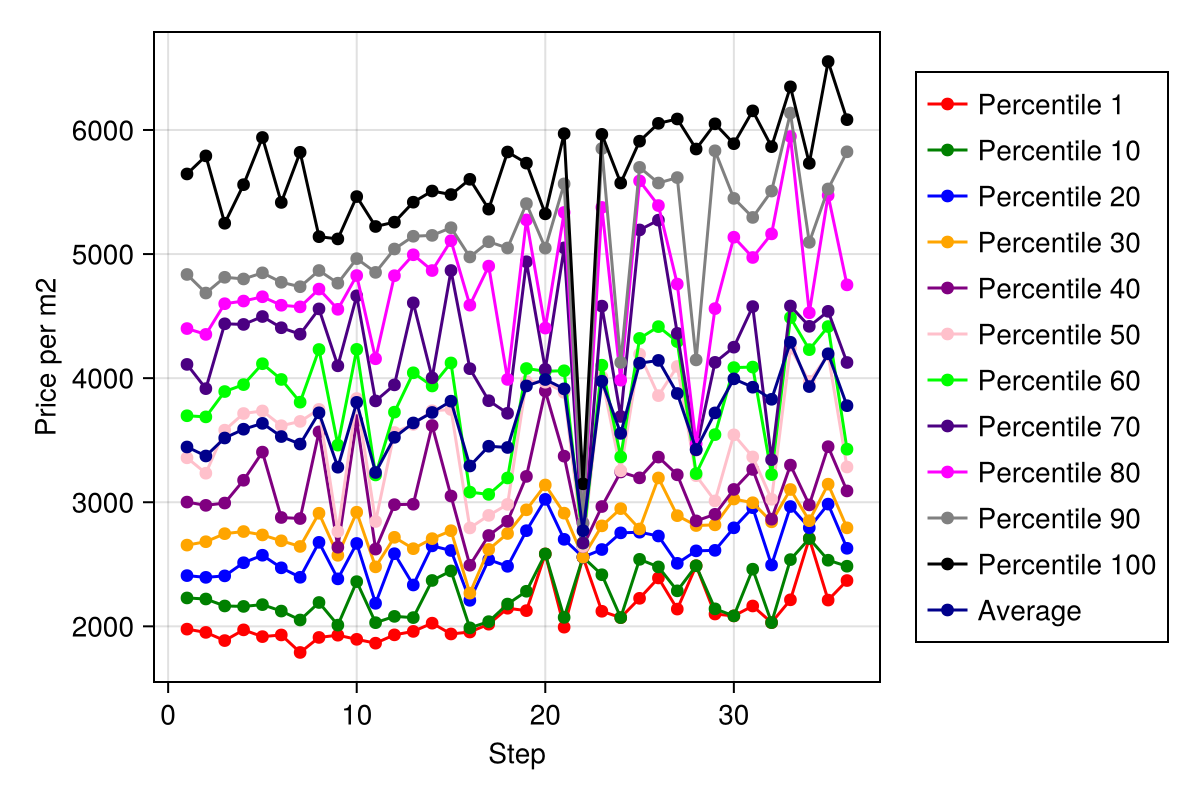 6000
5000
4000
3000
2000
Price per m2
0 10 20 30
Step
Percentile 1
Percentile 10
Percentile 20
Percentile 30
Percentile 40
Percentile 50
Percentile 60
Percentile 70
Percentile 80
Percentile 90
Percentile 100
Average